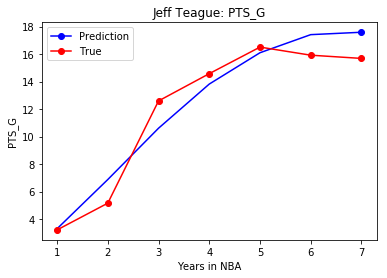 Jeff Teague: PTS_G
Prediction
True
18
16
14
12
10
8
6
4
PTS_G
1 2 3 4 5 6 7
Years in NBA